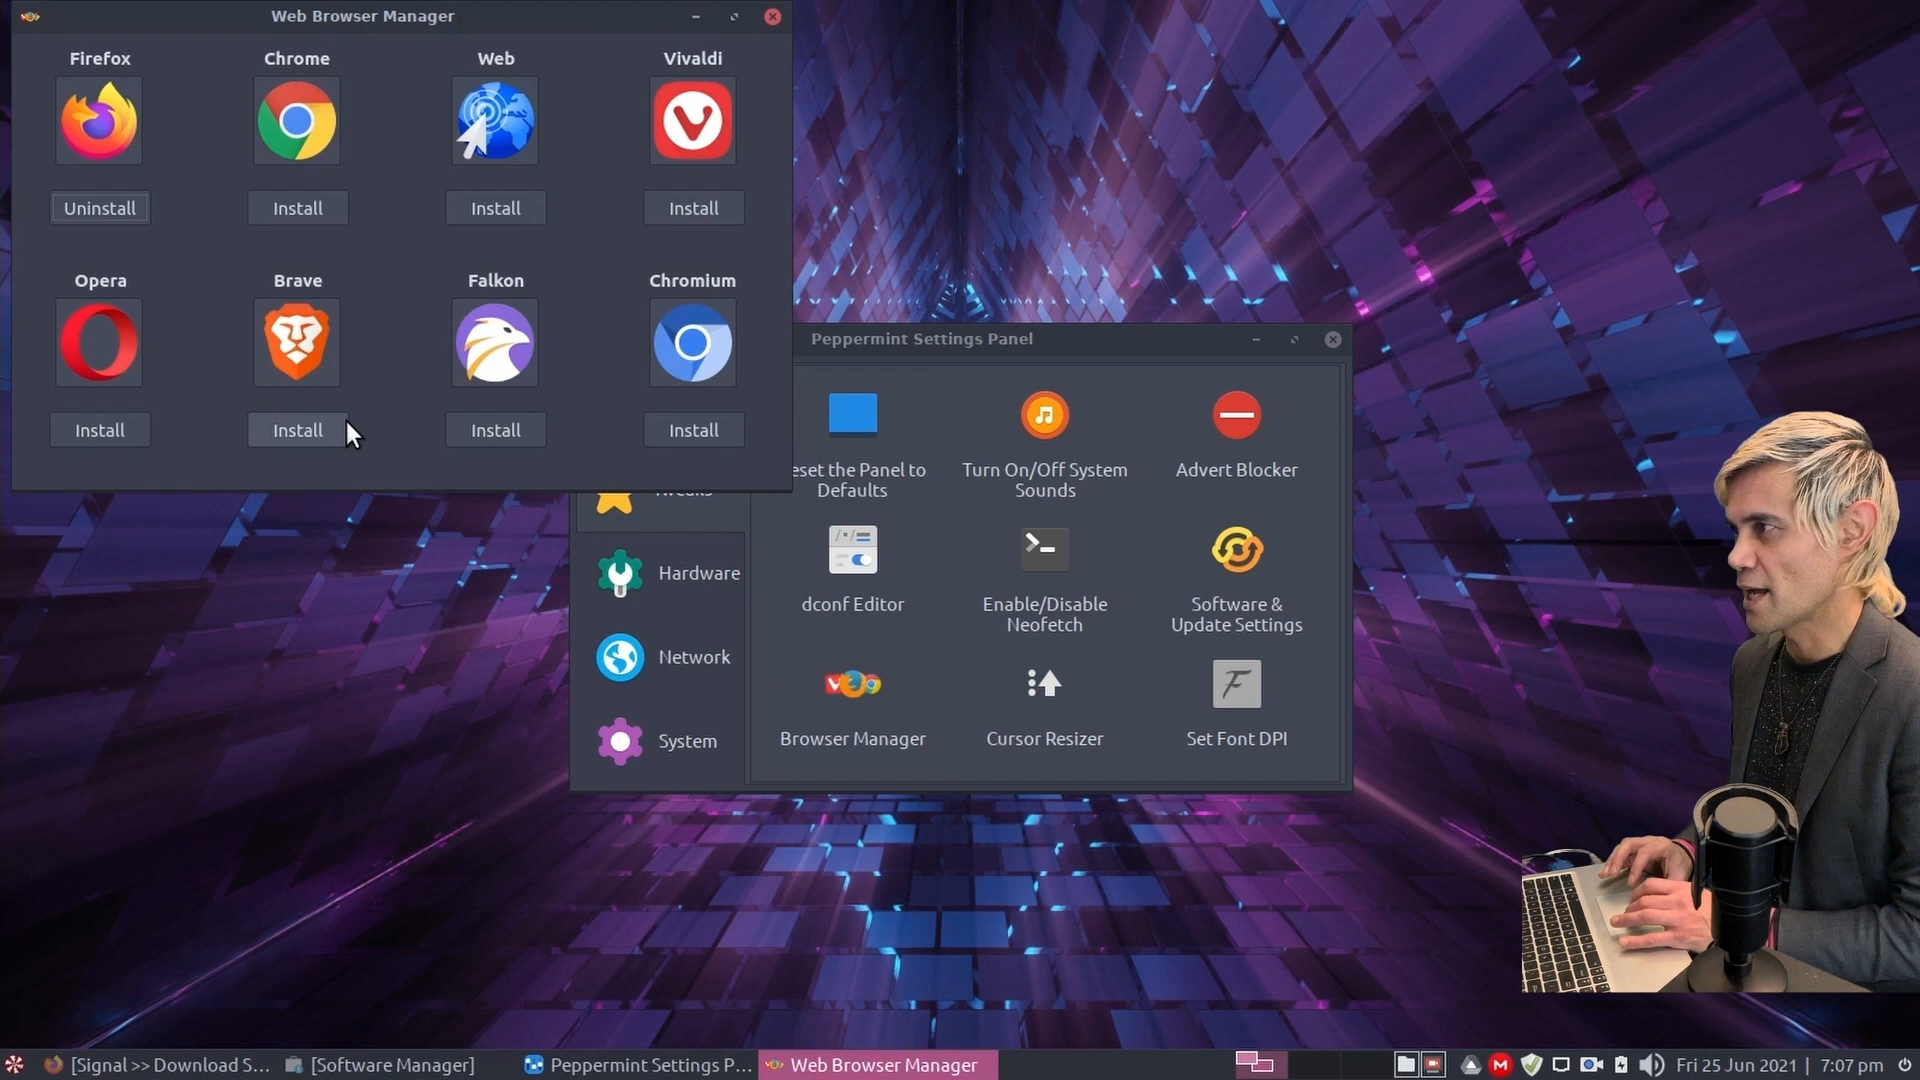 Web Browser Manager
Firefox
Chrome
Web
Vivaldi
Uninstall
Install
Install
Install
Opera
Brave
Falkon
Chromium
Install
Install
Install
Install
Peppermint Settings Panel
eset the Panel to
Defaults
Turn On/Off System
Sounds
Advert Blocker
Tweaks
Hardware
Network
System
dconf Editor
Enable/Disable
Neofetch
Software &
Update Settings
Browser Manager
Cursor Resizer
Set Font DPI
[Signal >> Download S...
[Software Manager]
Peppermint Settings P...
Web Browser Manager
Fri 25 Jun 2021 | 7:07 pm